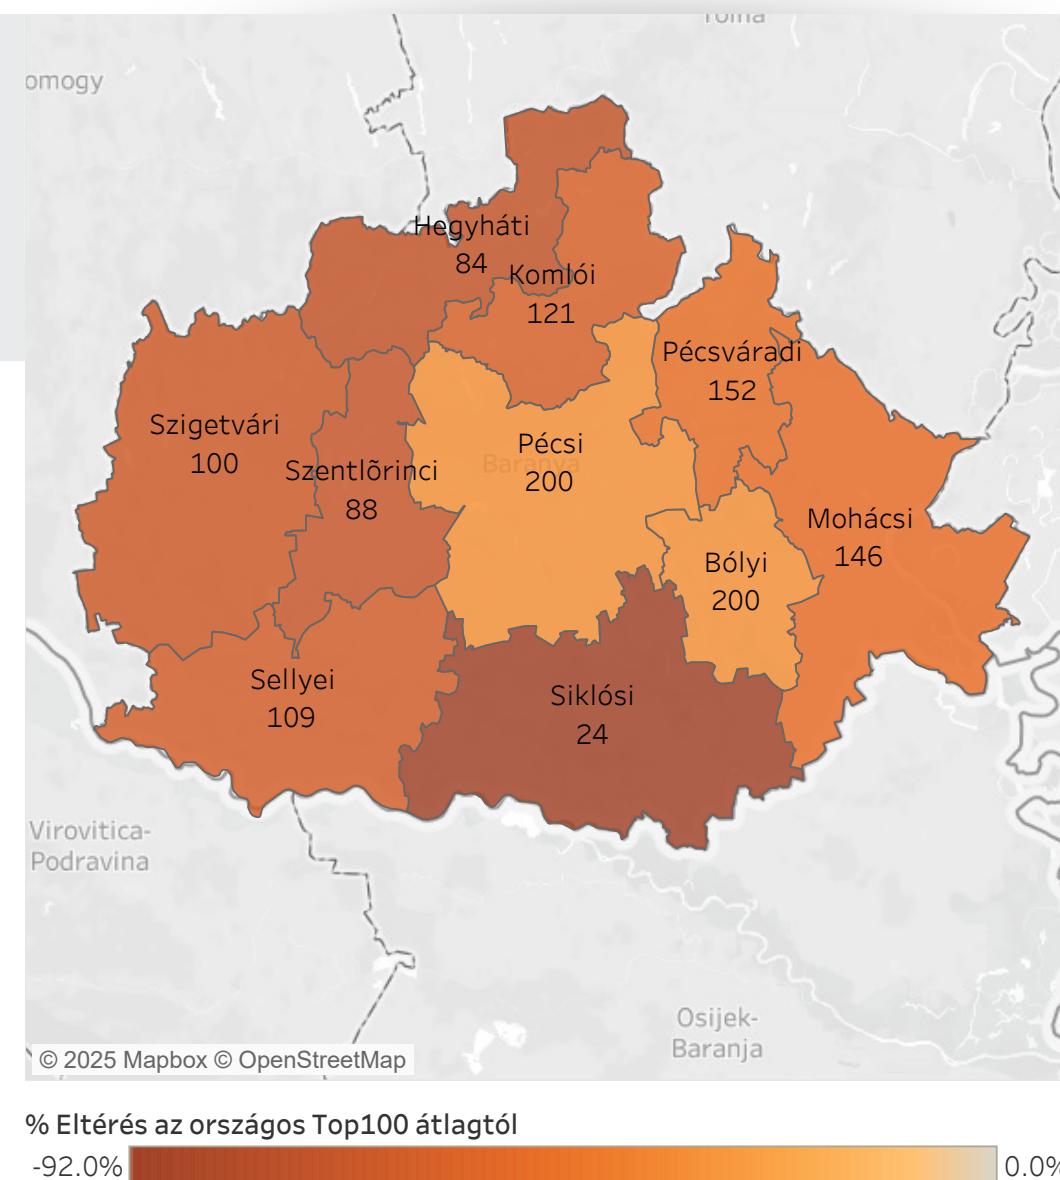 omogy
Hegyháti
84
Komlói
121
Pécsváradi
152
Szigetvári
100
Szentlõrinci
88
Pécsi
200
Baranya
Mohácsi
146
Bólyi
200
Sellyei
109
Siklósi
24
Virovitica-
Podravina
Osijek-
Baranja
© 2025 Mapbox © OpenStreetMap
% Eltérés az országos Top100 átlagtól
-92.0%
0.0%